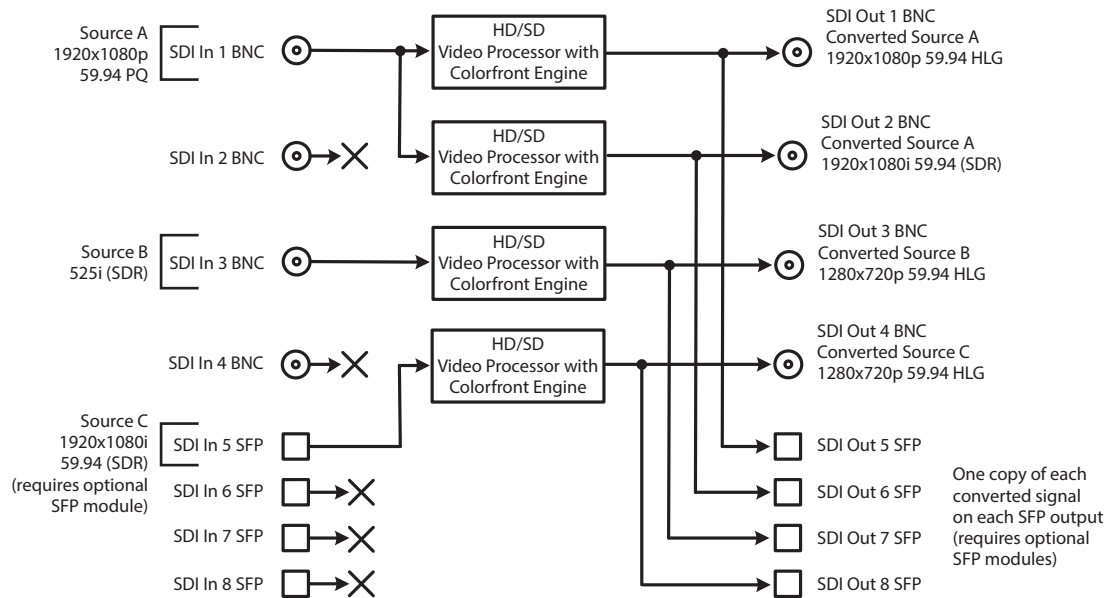 Source A
1920x1080p
59.94 PQ
SDI In 1 BNC
HD/SD
Video Processor with
Colorfront Engine
SDI Out 1 BNC
Converted Source A
1920x1080p 59.94 HLG
SDI In 2 BNC
HD/SD
Video Processor with
Colorfront Engine
SDI Out 2 BNC
Converted Source A
1920x1080i 59.94 (SDR)
Source B
525i (SDR)
SDI In 3 BNC
HD/SD
Video Processor with
Colorfront Engine
SDI Out 3 BNC
Converted Source B
1280x720p 59.94 HLG
SDI In 4 BNC
HD/SD
Video Processor with
Colorfront Engine
SDI Out 4 BNC
Converted Source C
1280x720p 59.94 HLG
Source C
1920x1080i
59.94 (SDR)
(requires optional
SFP module)
SDI In 5 SFP
SDI In 6 SFP
SDI In 7 SFP
SDI In 8 SFP
SDI Out 5 SFP
SDI Out 6 SFP
SDI Out 7 SFP
SDI Out 8 SFP
One copy of each
converted signal
on each SFP output
(requires optional
SFP modules)